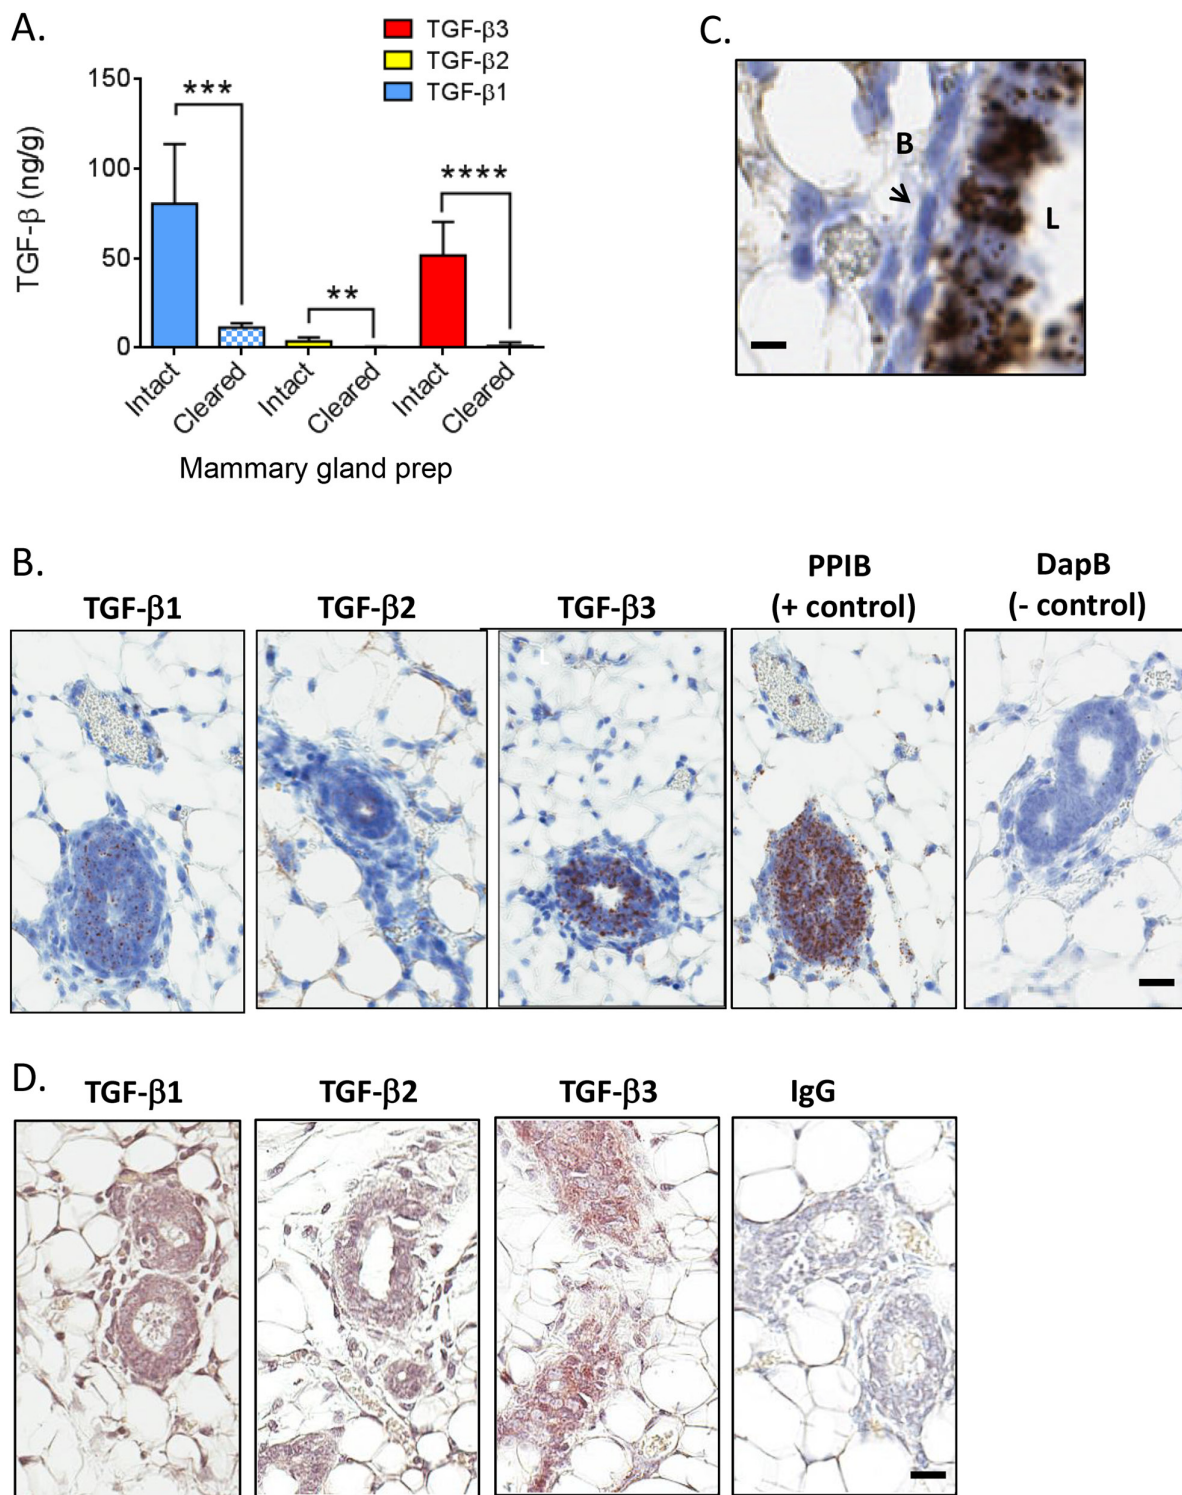 A.
TGF-β3
TGF-β2
TGF-β1
TGF-β (ng/g)
150
100
50
0
***
**
****
Intact
Cleared
Intact
Cleared
Intact
Cleared
Mammary gland prep
C.
B
L
B.
TGF-β1
TGF-β2
TGF-β3
PPIB
(+ control)
DapB
(- control)
D.
TGF-β1
TGF-β2
TGF-β3
IgG